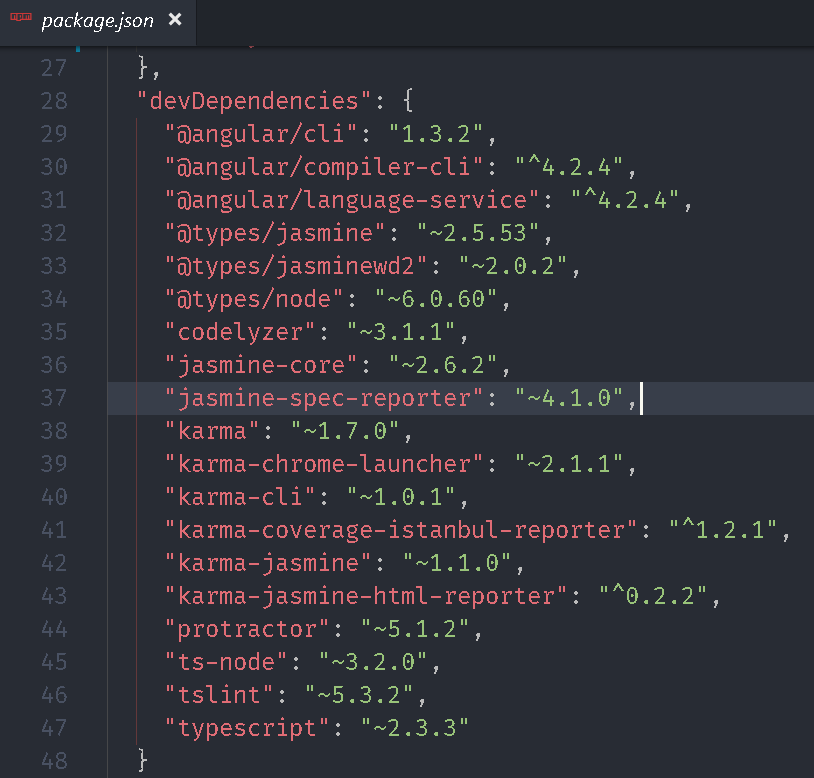 package.json ×
27 },
28 "devDependencies": {
29 "@angular/cli": "1.3.2",
30 "@angular/compiler-cli": "^4.2.4",
31 "@angular/language-service": "^4.2.4",
32 "@types/jasmine": "~2.5.53",
33 "@types/jasminewd2": "~2.0.2",
34 "@types/node": "~6.0.60",
35 "codelyzer": "~3.1.1",
36 "jasmine-core": "~2.6.2",
37 "jasmine-spec-reporter": "~4.1.0",
38 "karma": "~1.7.0",
39 "karma-chrome-launcher": "~2.1.1",
40 "karma-cli": "~1.0.1",
41 "karma-coverage-istanbul-reporter": "^1.2.1",
42 "karma-jasmine": "~1.1.0",
43 "karma-jasmine-html-reporter": "^0.2.2",
44 "protractor": "~5.1.2",
45 "ts-node": "~3.2.0",
46 "tslint": "~5.3.2",
47 "typescript": "~2.3.3"
48 }